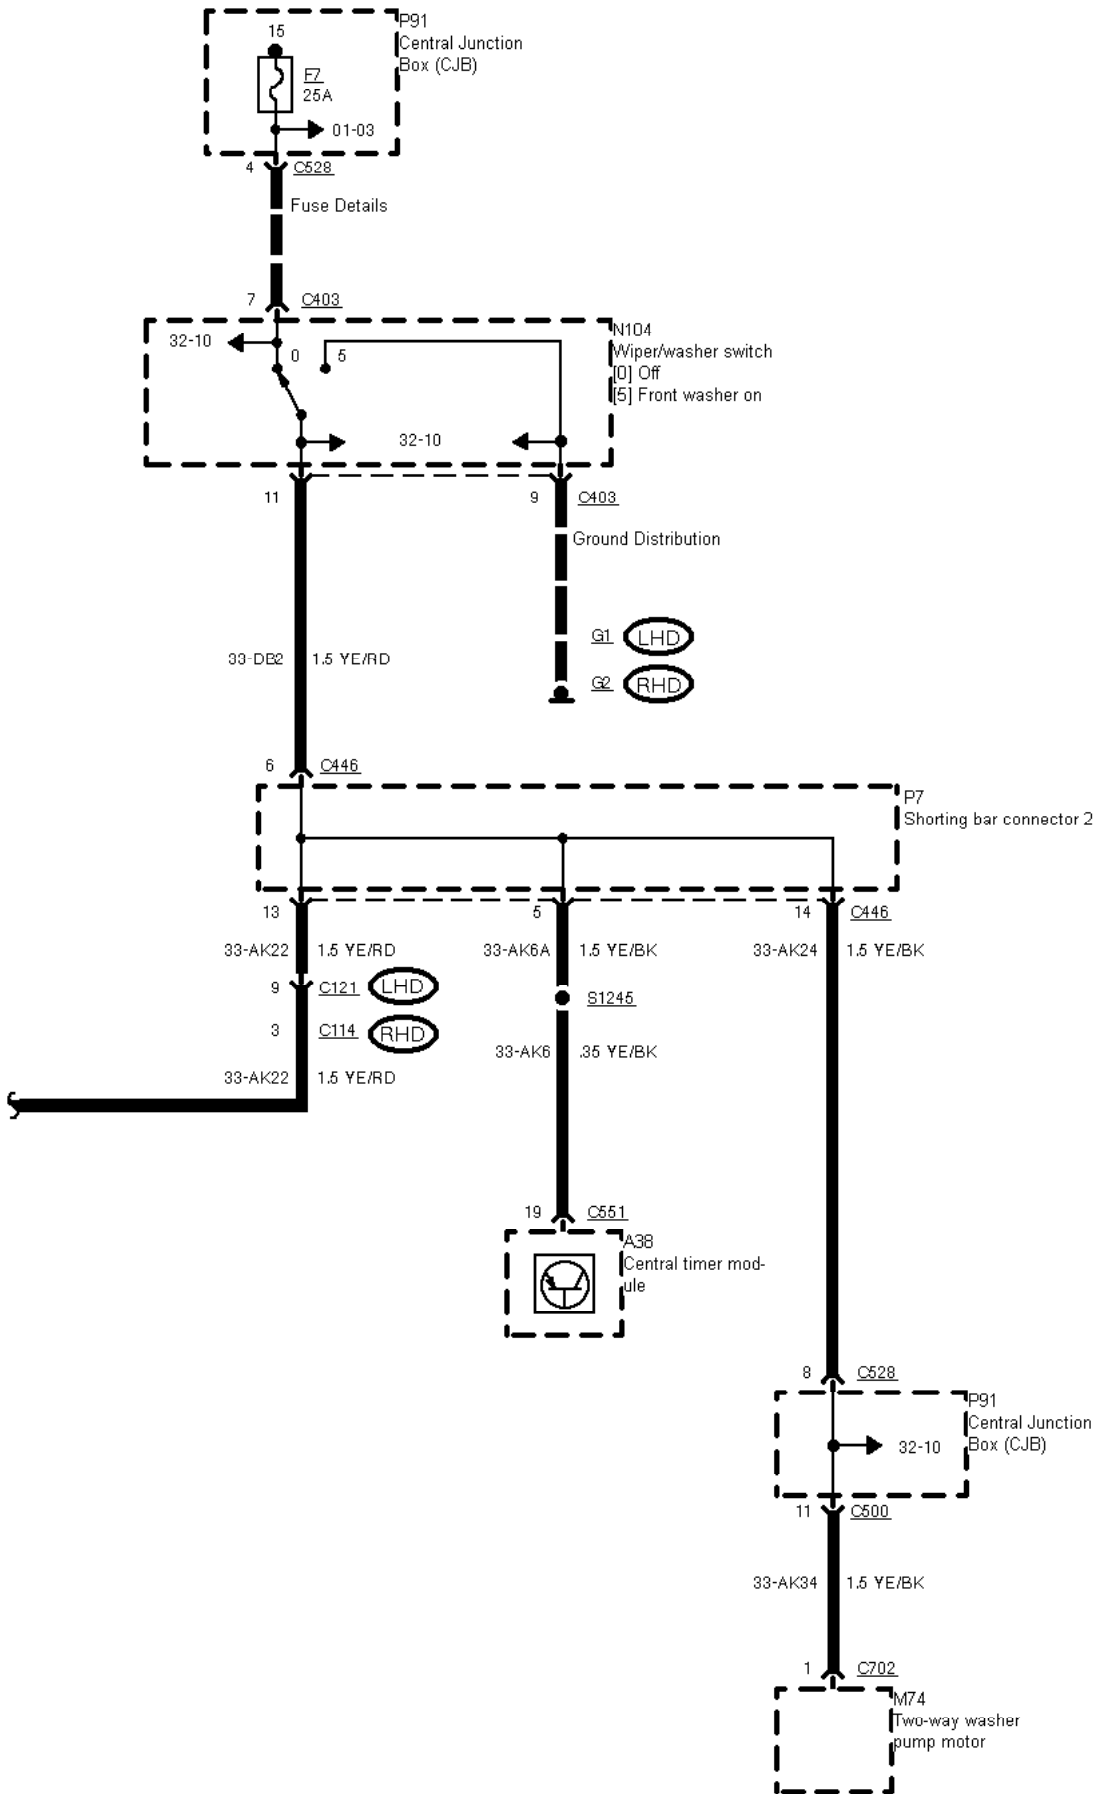 P91
Central Junction
Box (CJB)
15
F7
25A
01-03
4 C528
Fuse Details
7 C403
N104
Wiper/washer switch
[0] Off
[5] Front washer on
32-10
0 5
32-10
11 9 C403
Ground Distribution
G1 LHD
G2 RHD
33-DB2 1.5 YE/RD
6 C446
P7
Shorting bar connector 2
13 5 14 C446
33-AK22 1.5 YE/RD 33-AK6A 1.5 YE/BK 33-AK24 1.5 YE/BK
9 C121 LHD
S1245
3 C114 RHD
33-AK6 .35 YE/BK
33-AK22 1.5 YE/RD
19 C551
A38
Central timer mod-
ule
8 C528
P91
Central Junction
Box (CJB)
32-10
11 C500
33-AK34 1.5 YE/BK
1 C702
M74
Two-way washer
pump motor